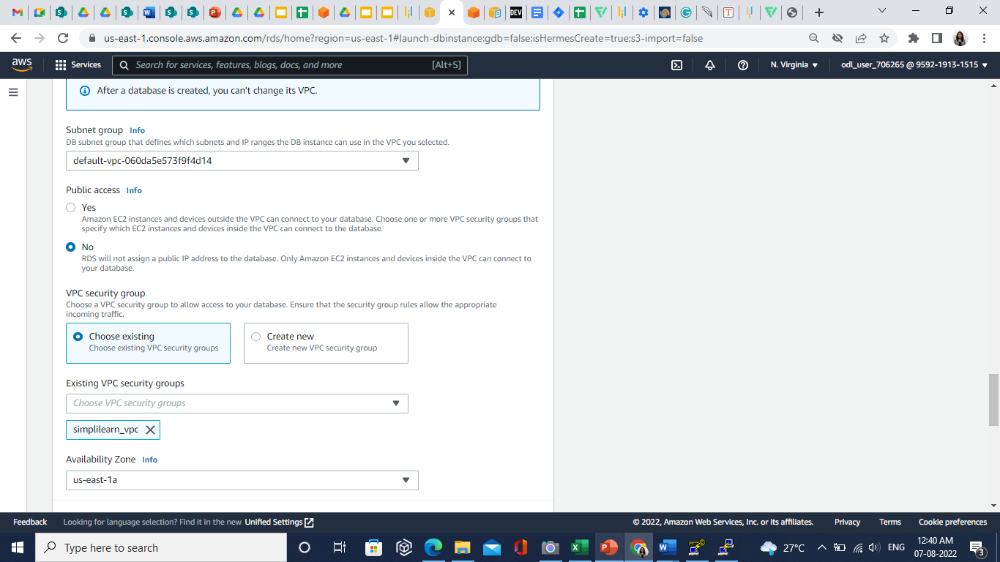 us-east-1.console.aws.amazon.com/rds/home?region=us-east-1#launch-dbinstance:gdb=false;isHermesCreate=true;s3-import=false
aws
Services
Search for services, features, blogs, docs, and more
[Alt+S]
N. Virginia
odl_user_706265 @ 9592-1913-1515
After a database is created, you can't change its VPC.
Subnet group Info
DB subnet group that defines which subnets and IP ranges the DB instance can use in the VPC you selected.
default-vpc-060da5e573f9f4d14
Public access Info
Yes
Amazon EC2 instances and devices outside the VPC can connect to your database. Choose one or more VPC security groups that
specify which EC2 instances and devices inside the VPC can connect to the database.
No
RDS will not assign a public IP address to the database. Only Amazon EC2 instances and devices inside the VPC can connect to
your database.
VPC security group
Choose a VPC security group to allow access to your database. Ensure that the security group rules allow the appropriate
incoming traffic.
Choose existing
Choose existing VPC security groups
Create new
Create new VPC security group
Existing VPC security groups
Choose VPC security groups
simplilearn_vpc
Availability Zone Info
us-east-1a
Feedback
Looking for language selection? Find it in the new Unified Settings
© 2022, Amazon Web Services, Inc. or its affiliates.
Privacy
Terms
Cookie preferences
Type here to search
27°C
ENG
12:40 AM
07-08-2022
3